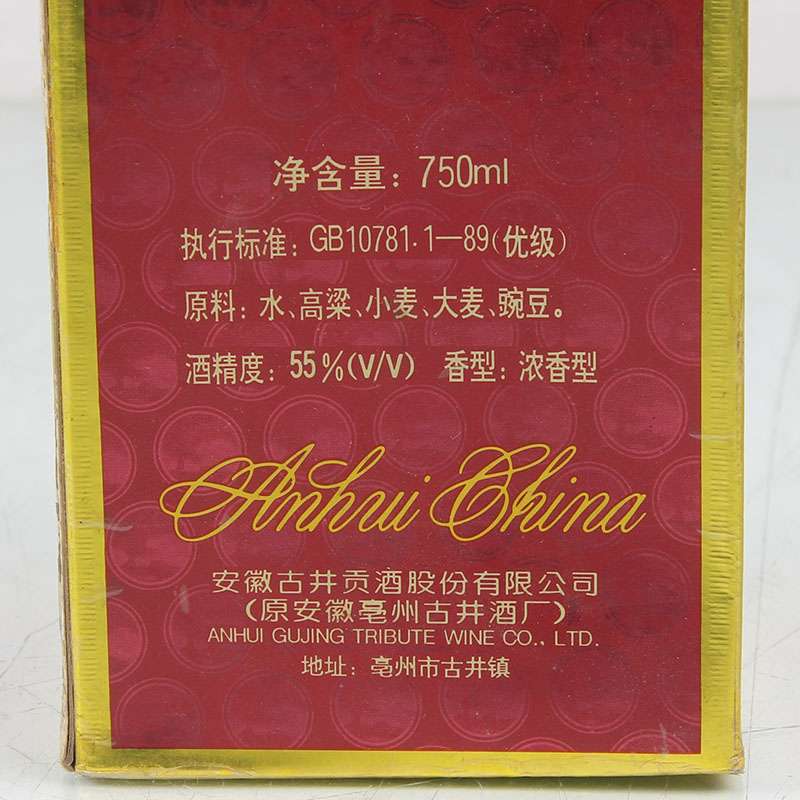 净含量：750ml
执行标准：GB10781·1—89(优级)
原料：水、高粱、小麦、大麦、豌豆。
酒精度：55%(V/V) 香型：浓香型
Anhui China
安徽古井贡酒股份有限公司
（原安徽亳州古井酒厂）
ANHUI GUJING TRIBUTE WINE CO., LTD.
地址：亳州市古井镇